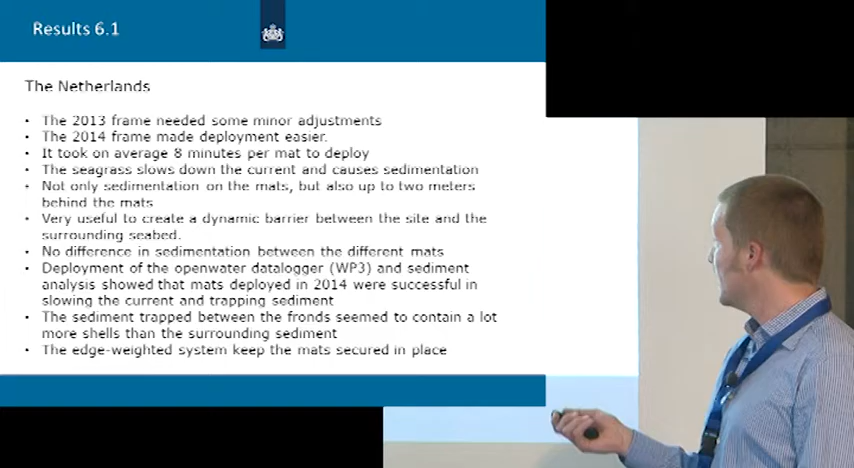 Results 6.1
The Netherlands
• The 2013 frame needed some minor adjustments
• The 2014 frame made deployment easier.
• It took on average 8 minutes per mat to deploy
• The seagrass slows down the current and causes sedimentation
• Not only sedimentation on the mats, but also up to two meters
behind the mats
• Very useful to create a dynamic barrier between the site and the
surrounding seabed.
• No difference in sedimentation between the different mats
• Deployment of the openwater datalogger (WP3) and sediment
analysis showed that mats deployed in 2014 were successful in
slowing the current and trapping sediment
• The sediment trapped between the fronds seemed to contain a lot
more shells than the surrounding sediment
• The edge-weighted system keep the mats secured in place